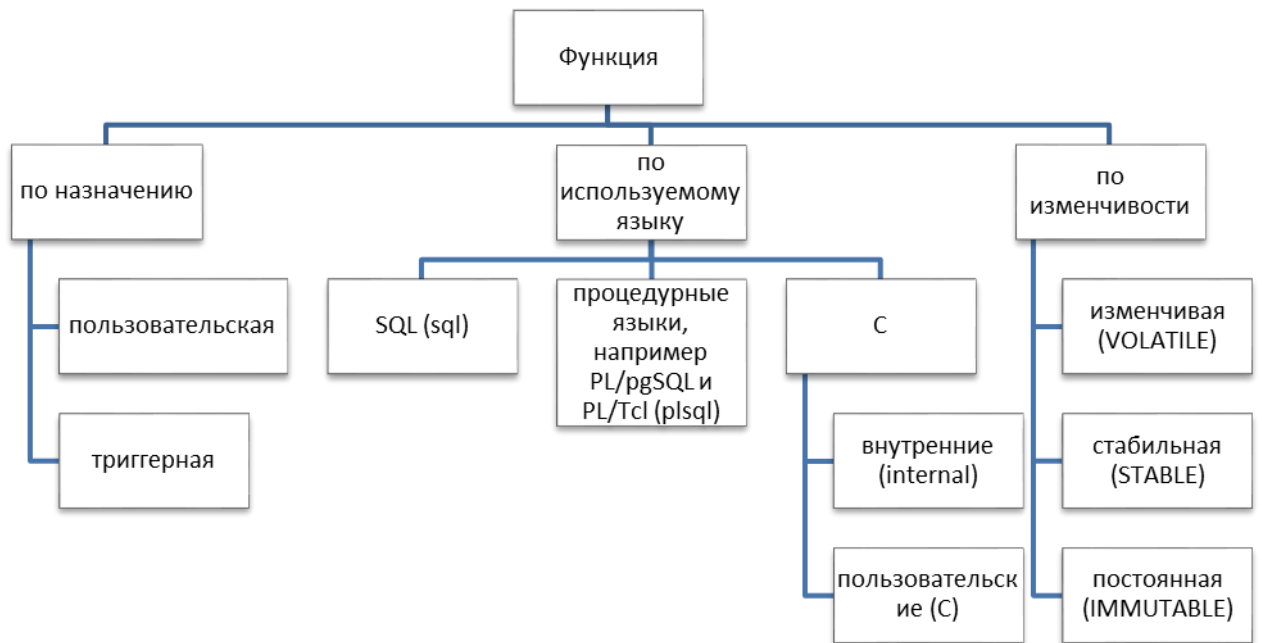 Функция
по назначению
по
используемому
языку
по
изменчивости
пользовательская
триггерная
SQL (sql)
процедурные
языки,
например
PL/pgSQL и
PL/Tcl (plsql)
C
внутренние
(internal)
пользовательск
ие (C)
изменчивая
(VOLATILE)
стабильная
(STABLE)
постоянная
(IMMUTABLE)